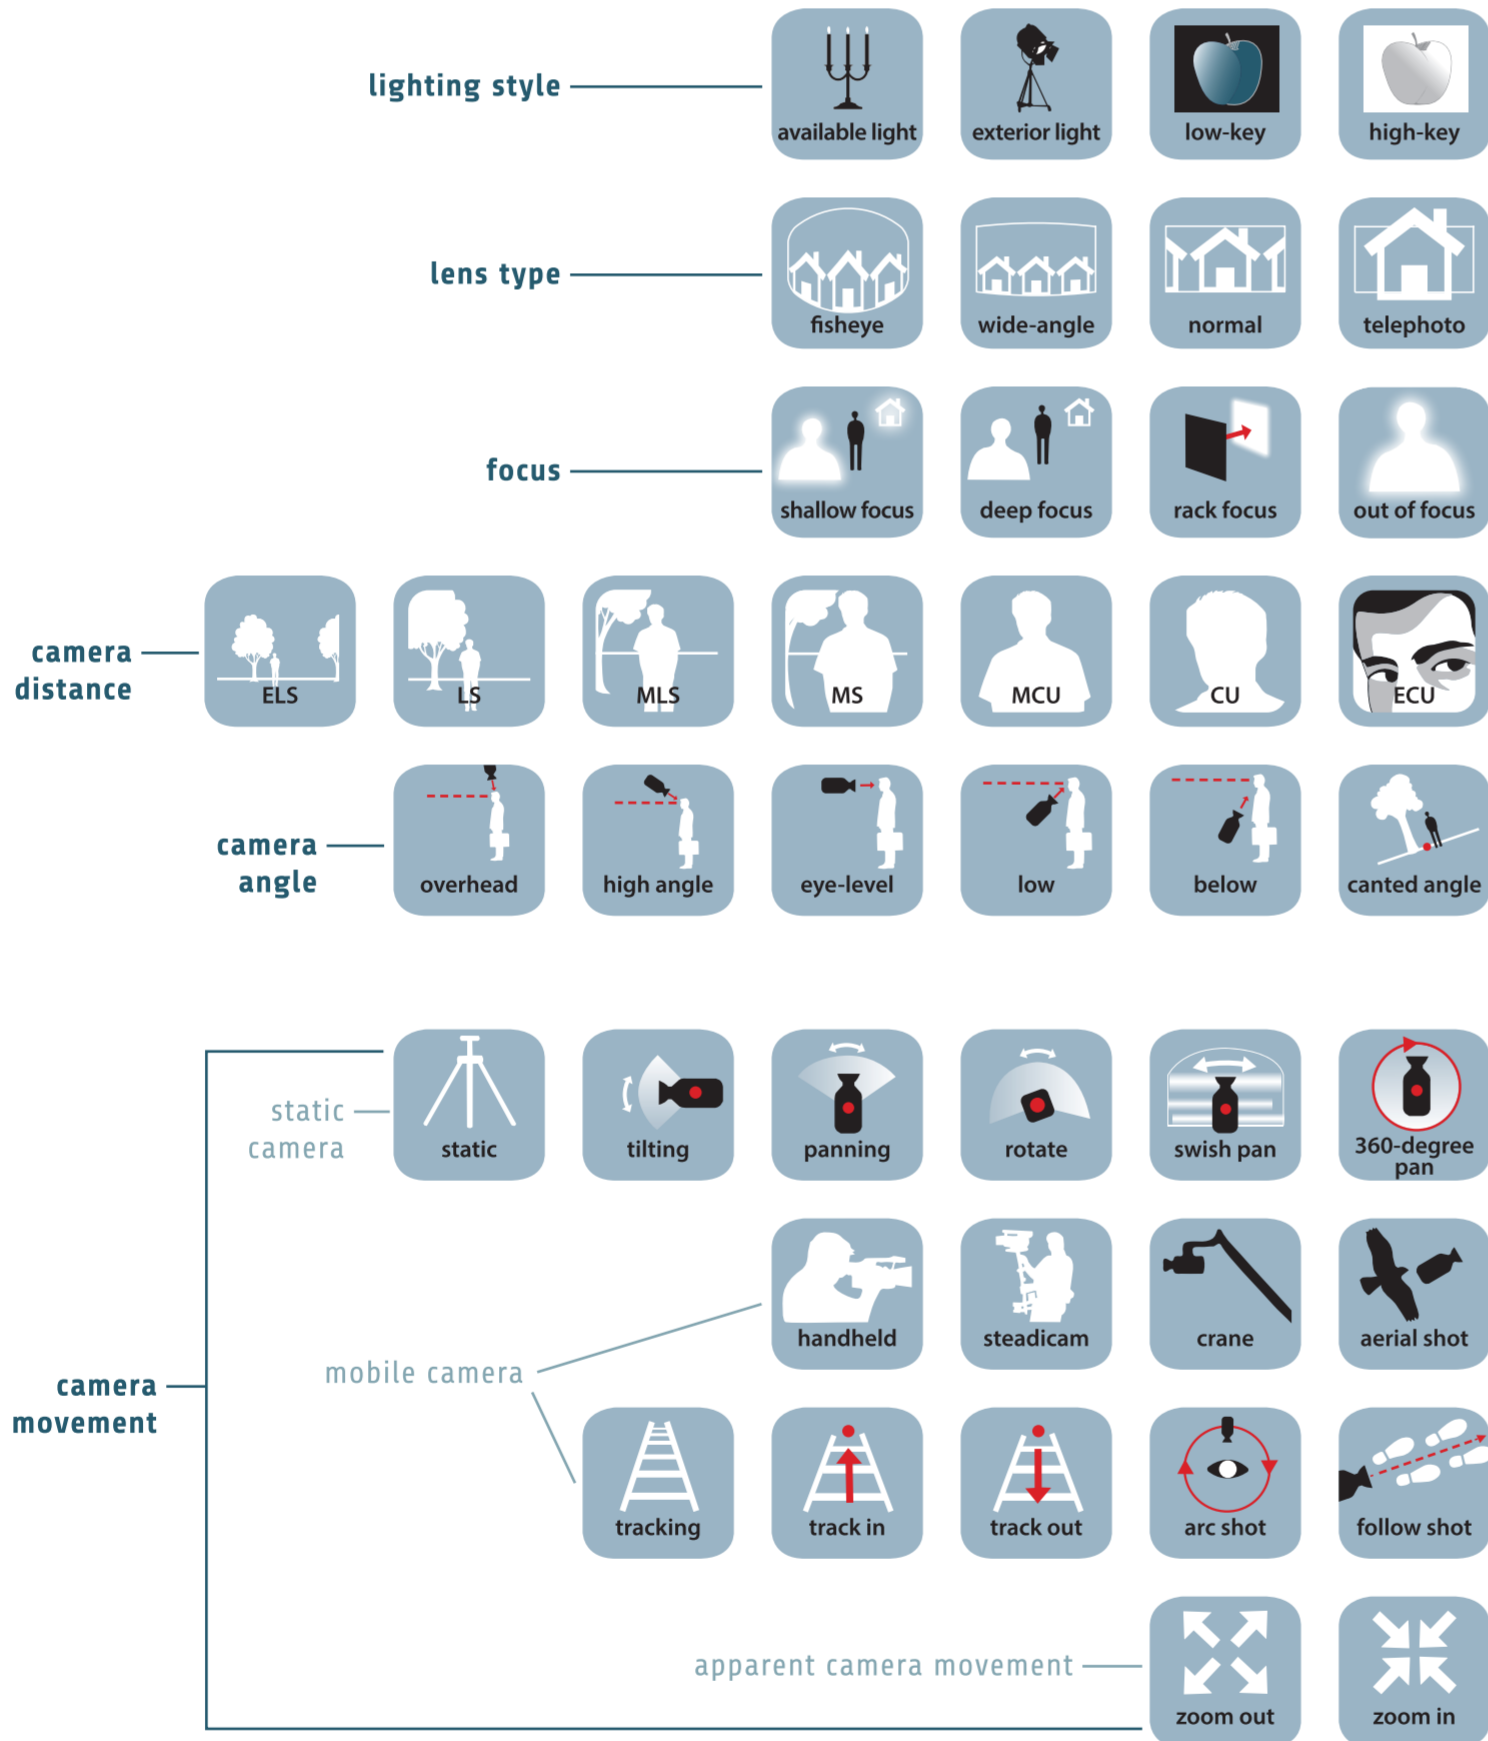 lighting style
available light
exterior light
low-key
high-key
lens type
fisheye
wide-angle
normal
telephoto
focus
shallow focus
deep focus
rack focus
out of focus
camera
distance
ELS
LS
MLS
MS
MCU
CU
ECU
camera
angle
overhead
high angle
eye-level
low
below
canted angle
camera
movement
static
camera
static
tilting
panning
rotate
swish pan
360-degree
pan
mobile camera
handheld
steadicam
crane
aerial shot
tracking
track in
track out
arc shot
follow shot
apparent camera movement
zoom out
zoom in